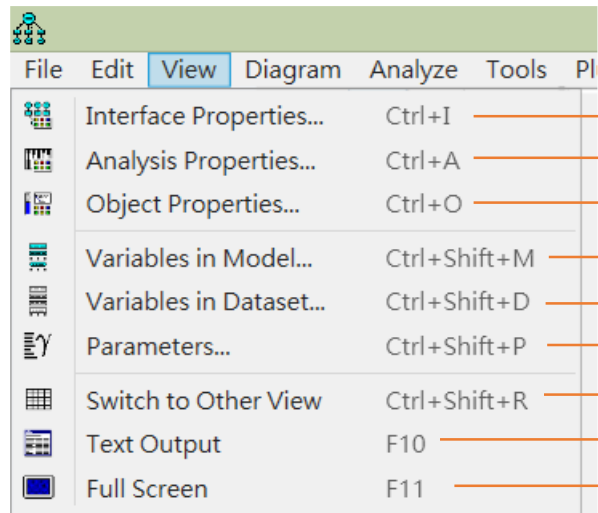 File Edit View Diagram Analyze Tools
Interface Properties... Ctrl+I
Analysis Properties... Ctrl+A
Object Properties... Ctrl+O
Variables in Model... Ctrl+Shift+M
Variables in Dataset... Ctrl+Shift+D
Parameters... Ctrl+Shift+P
Switch to Other View Ctrl+Shift+R
Text Output F10
Full Screen F11